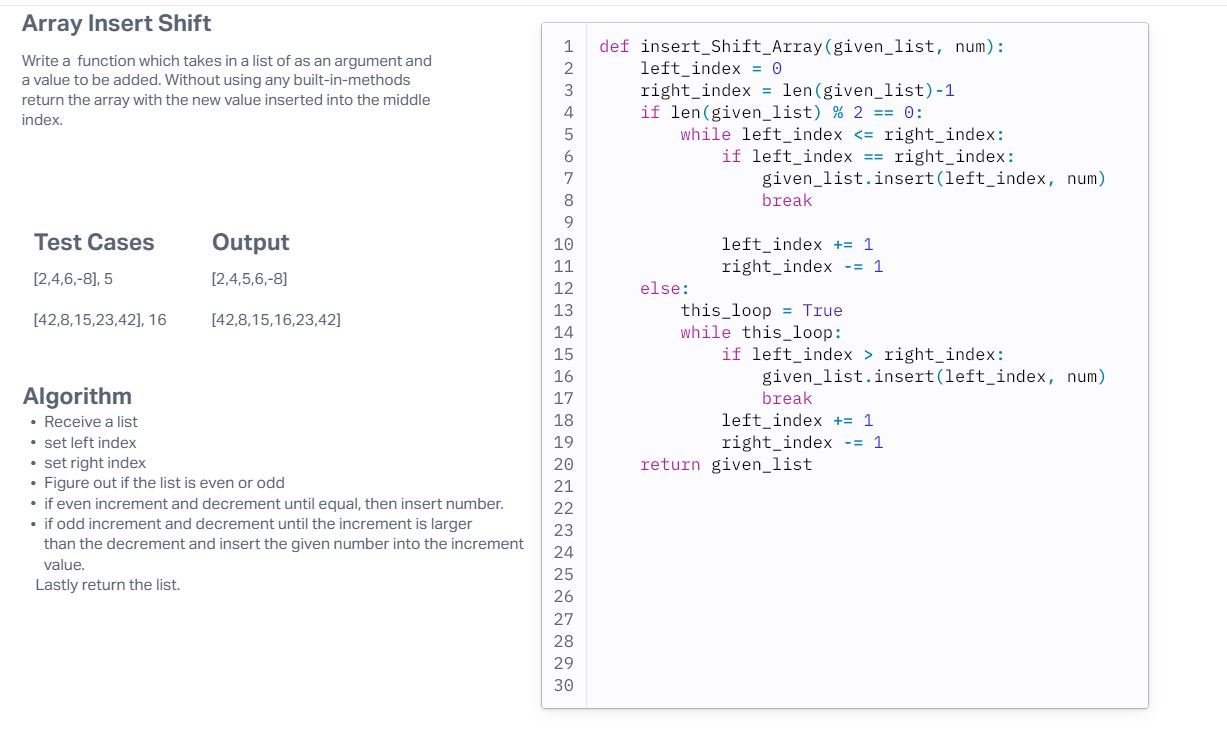 Array Insert Shift
Write a  function which takes in a list of as an argument and
a value to be added. Without using any built-in-methods
return the array with the new value inserted into the middle
index.
Test Cases
Output
[2,4,6,-8], 5
[2,4,5,6,-8]
[42,8,15,23,42], 16
[42,8,15,16,23,42]
Algorithm
• Receive a list
• set left index
• set right index
• Figure out if the list is even or odd
• if even increment and decrement until equal, then insert number.
• if odd increment and decrement until the increment is larger
than the decrement and insert the given number into the increment
value.
Lastly return the list.
1 def insert_Shift_Array(given_list, num):
2     left_index = 0
3     right_index = len(given_list)-1
4     if len(given_list) % 2 == 0:
5         while left_index <= right_index:
6             if left_index == right_index:
7                 given_list.insert(left_index, num)
8                 break
9
10             left_index += 1
11             right_index -= 1
12     else:
13         this_loop = True
14         while this_loop:
15             if left_index > right_index:
16                 given_list.insert(left_index, num)
17                 break
18             left_index += 1
19             right_index -= 1
20     return given_list
21
22
23
24
25
26
27
28
29
30